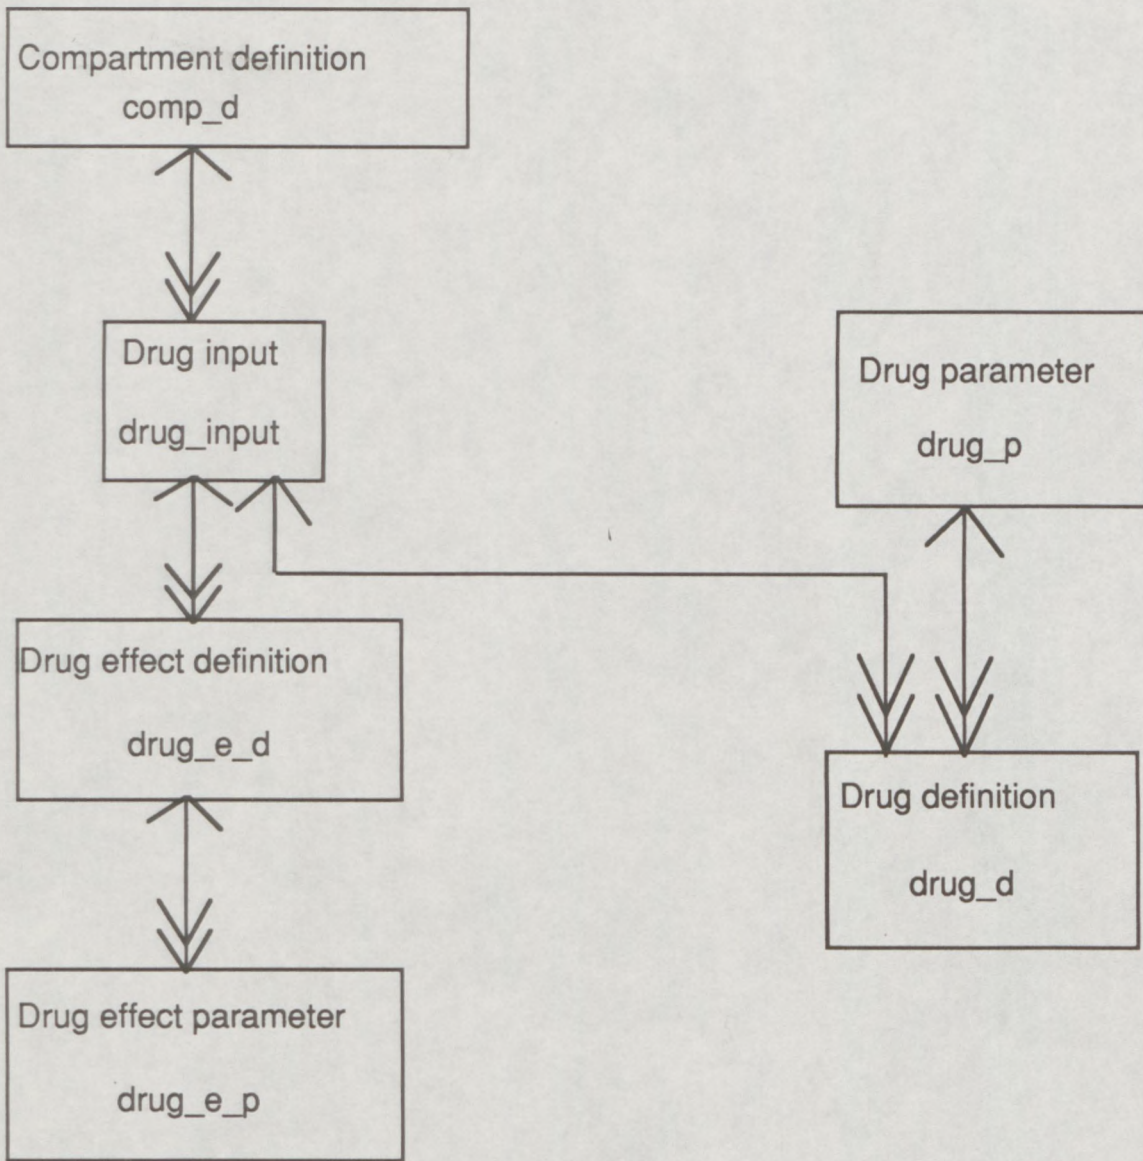 Compartment definition
comp_d
Drug input
drug_input
Drug parameter
drug_p
Drug effect definition
drug_e_d
Drug definition
drug_d
Drug effect parameter
drug_e_p